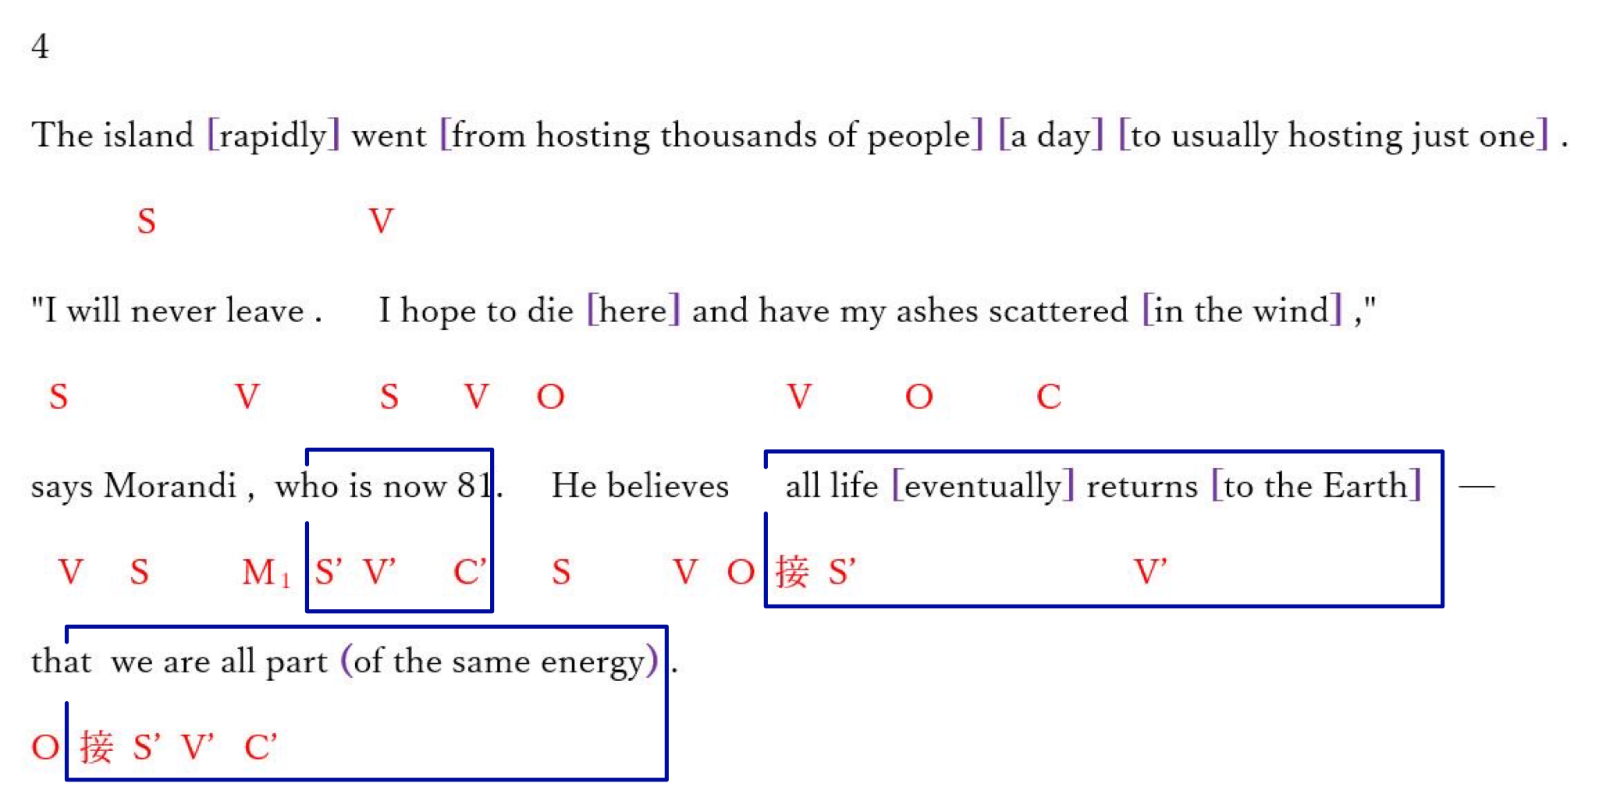 4
The island [rapidly] went [from hosting thousands of people] [a day] [to usually hosting just one] .
S V
"I will never leave . I hope to die [here] and have my ashes scattered [in the wind] ,"
S V S V O V O C
says Morandi , who is now 81. He believes all life [eventually] returns [to the Earth] —
V S M₁ S’ V’ C’ S V O 接 S’ V’
that we are all part (of the same energy) .
O 接 S’ V’ C’